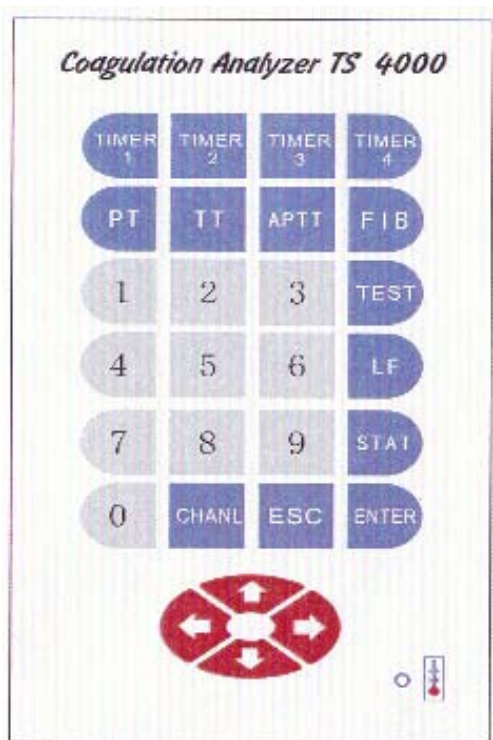 Coagulation Analyzer TS 4000
TIMER 1 TIMER 2 TIMER 3 TIMER 4
PT TT APTT FIB
1 2 3 TEST
4 5 6 LF
7 8 9 STAT
0 CHANL ESC ENTER